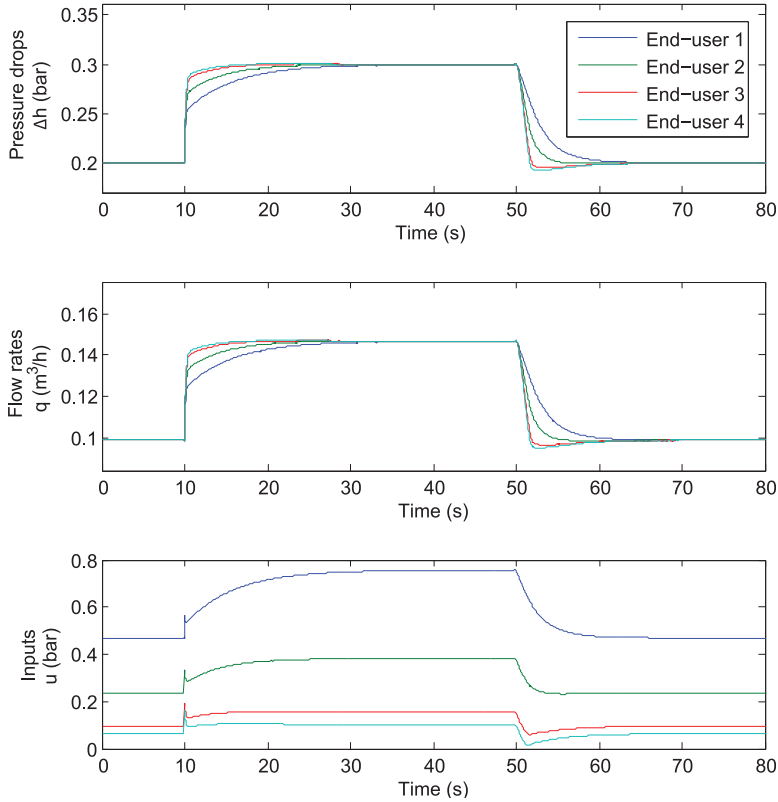 Pressure drops
Δh (bar)
0.35
0.3
0.25
0.2
End−user 1
End−user 2
End−user 3
End−user 4
0 10 20 30 40 50 60 70 80
Time (s)
Flow rates
q (m³/h)
0.16
0.14
0.12
0.1
0 10 20 30 40 50 60 70 80
Time (s)
Inputs
u (bar)
0.8
0.6
0.4
0.2
0
0 10 20 30 40 50 60 70 80
Time (s)